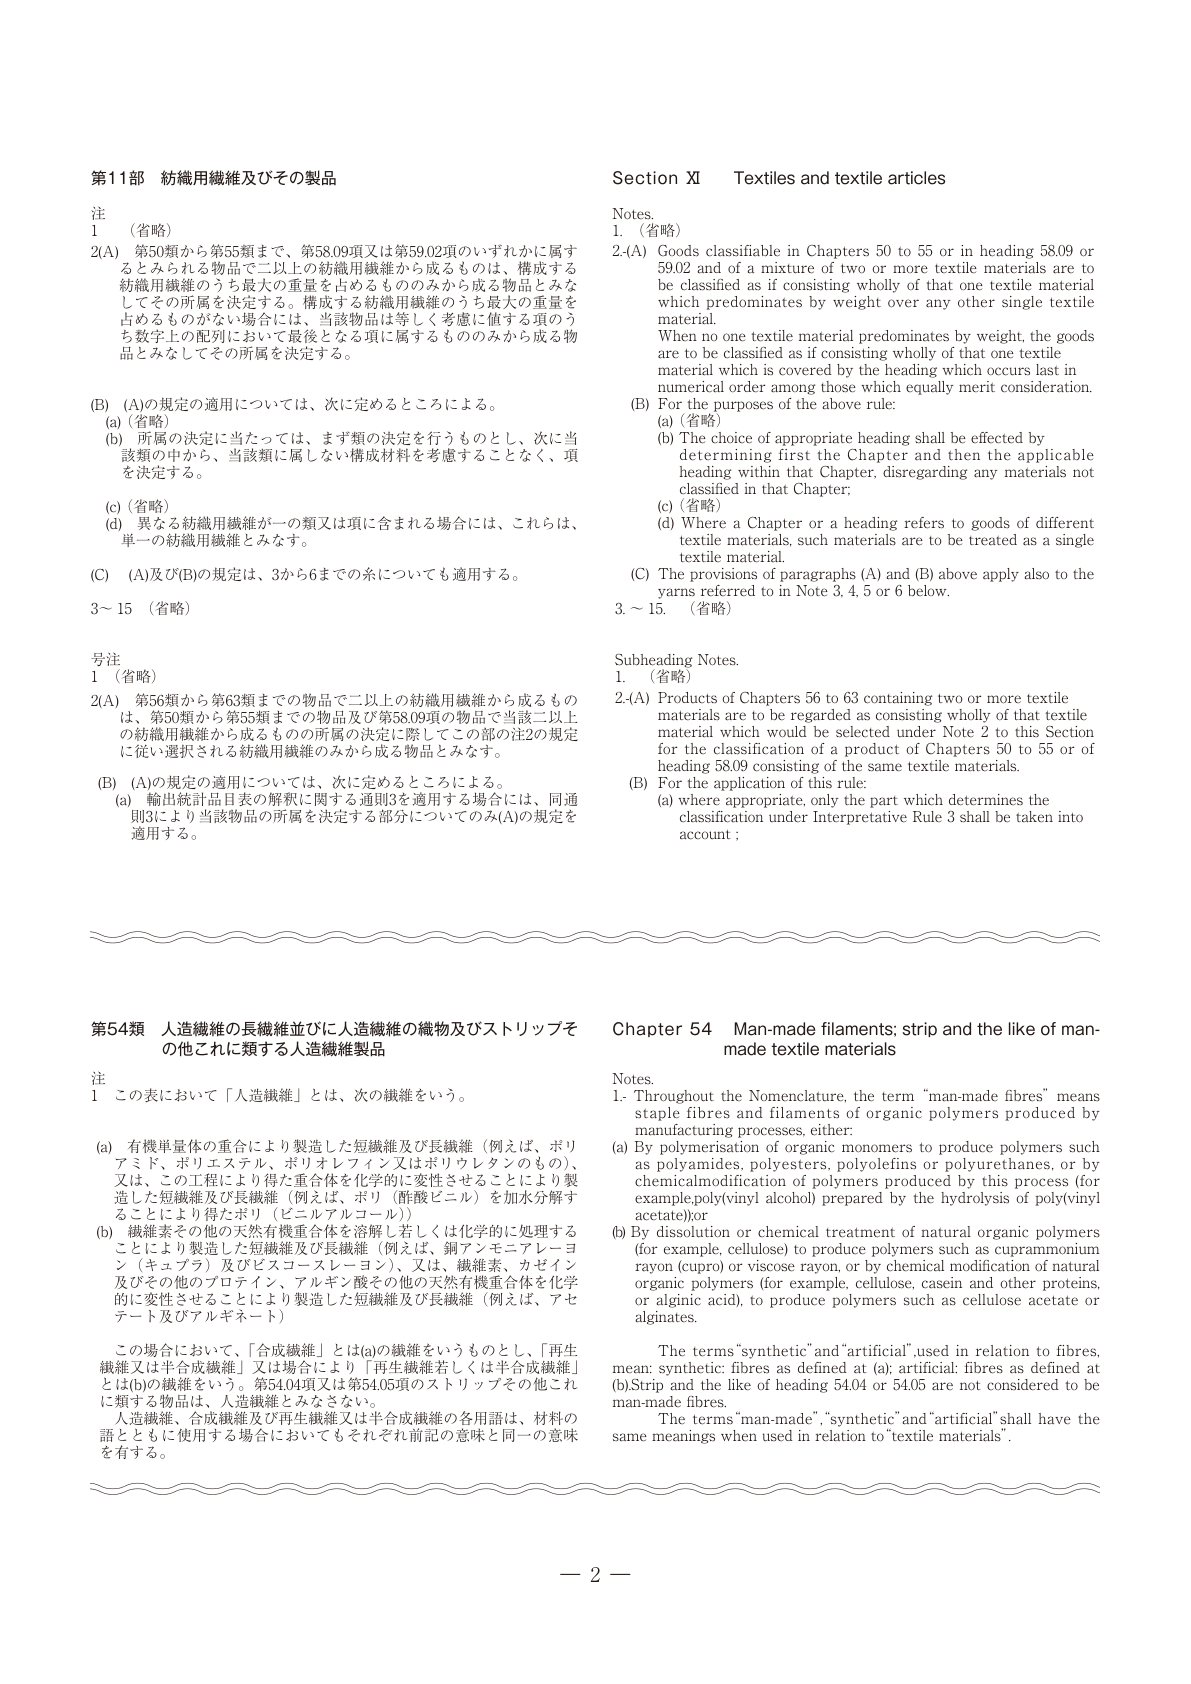 第11部　紡織用繊維及びその製品
注
1　（省略）
2(A)　第50類から第55類まで、第58.09項又は第59.02項のいずれかに属す
るとみられる物品で二以上の紡織用繊維から成るものは、構成する
紡織用繊維のうち最大の重量を占めるもののみから成る物品とみな
してその所属を決定する。構成する紡織用繊維のうち最大の重量を
占めるものがない場合には、当該物品は等しく考慮に値する項のう
ち数字上の配列において最後となる項に属するもののみから成る物
品とみなしてその所属を決定する。
(B)　(A)の規定の適用については、次に定めるところによる。
(a)（省略）
(b)　所属の決定に当たっては、まず類の決定を行うものとし、次に当
該類の中から、当該類に属しない構成材料を考慮することなく、項
を決定する。
(c)（省略）
(d)　異なる紡織用繊維が一の類又は項に含まれる場合には、これらは、
単一の紡織用繊維とみなす。
(C)　(A)及び(B)の規定は、3から6までの糸についても適用する。
3～15　（省略）
号注
1　（省略）
2(A)　第56類から第63類までの物品で二以上の紡織用繊維から成るもの
は、第50類から第55類までの物品及び第58.09項の物品で当該二以上
の紡織用繊維から成るものの所属の決定に際してこの部の注2の規定
に従い選択される紡織用繊維のみから成る物品とみなす。
(B)　(A)の規定の適用については、次に定めるところによる。
(a)　輸出統計品目表の解釈に関する通則3を適用する場合には、同通
則3により当該物品の所属を決定する部分についてのみ(A)の規定を
適用する。
Section Ⅺ　Textiles and textile articles
Notes.
1. （省略）
2.-(A) Goods classifiable in Chapters 50 to 55 or in heading 58.09 or
59.02 and of a mixture of two or more textile materials are to
be classified as if consisting wholly of that one textile material
which predominates by weight over any other single textile
material.
When no one textile material predominates by weight, the goods
are to be classified as if consisting wholly of that one textile
material which is covered by the heading which occurs last in
numerical order among those which equally merit consideration.
(B) For the purposes of the above rule:
(a)（省略）
(b) The choice of appropriate heading shall be effected by
determining first the Chapter and then the applicable
heading within that Chapter, disregarding any materials not
classified in that Chapter;
(c)（省略）
(d) Where a Chapter or a heading refers to goods of different
textile materials, such materials are to be treated as a single
textile material.
(C) The provisions of paragraphs (A) and (B) above apply also to the
yarns referred to in Note 3, 4, 5 or 6 below.
3. ～ 15. （省略）
Subheading Notes.
1. （省略）
2.-(A) Products of Chapters 56 to 63 containing two or more textile
materials are to be regarded as consisting wholly of that textile
material which would be selected under Note 2 to this Section
for the classification of a product of Chapters 50 to 55 or of
heading 58.09 consisting of the same textile materials.
(B) For the application of this rule:
(a) where appropriate, only the part which determines the
classification under Interpretative Rule 3 shall be taken into
account ;
第54類　人造繊維の長繊維並びに人造繊維の織物及びストリップそ
の他これに類する人造繊維製品
注
1　この表において「人造繊維」とは、次の繊維をいう。
(a)　有機単量体の重合により製造した短繊維及び長繊維（例えば、ポリ
アミド、ポリエステル、ポリオレフィン又はポリウレタンのもの）、
又は、この工程により得た重合体を化学的に変性させることにより製
造した短繊維及び長繊維（例えば、ポリ（酢酸ビニル）を加水分解す
ることにより得たポリ（ビニルアルコール））
(b)　繊維素その他の天然有機重合体を溶解し若しくは化学的に処理する
ことにより製造した短繊維及び長繊維（例えば、銅アンモニアレーヨ
ン（キュプラ）及びビスコースレーヨン）、又は、繊維素、カゼイン
及びその他のプロテイン、アルギン酸その他の天然有機重合体を化学
的に変性させることにより製造した短繊維及び長繊維（例えば、アセ
テート及びアルギネート）
この場合において、「合成繊維」とは(a)の繊維をいうものとし、「再生
繊維又は半合成繊維」又は場合により「再生繊維若しくは半合成繊維」
とは(b)の繊維をいう。第54.04項又は第54.05項のストリップその他これ
に類する物品は、人造繊維とみなさない。
人造繊維、合成繊維及び再生繊維又は半合成繊維の各用語は、材料の
語とともに使用する場合においてもそれぞれ前記の意味と同一の意味
を有する。
Chapter 54　Man-made filaments; strip and the like of man-
made textile materials
Notes.
1.- Throughout the Nomenclature, the term “man-made fibres” means
staple fibres and filaments of organic polymers produced by
manufacturing processes, either:
(a) By polymerisation of organic monomers to produce polymers such
as polyamides, polyesters, polyolefins or polyurethanes, or by
chemicalmodification of polymers produced by this process (for
example,poly(vinyl alcohol) prepared by the hydrolysis of poly(vinyl
acetate));or
(b) By dissolution or chemical treatment of natural organic polymers
(for example, cellulose) to produce polymers such as cuprammonium
rayon (cupro) or viscose rayon, or by chemical modification of natural
organic polymers (for example, cellulose, casein and other proteins,
or alginic acid), to produce polymers such as cellulose acetate or
alginates.
The terms“synthetic”and“artificial”,used in relation to fibres,
mean: synthetic: fibres as defined at (a); artificial: fibres as defined at
(b).Strip and the like of heading 54.04 or 54.05 are not considered to be
man-made fibres.
The terms“man-made”,“synthetic”and“artificial”shall have the
same meanings when used in relation to“textile materials”.
— 2 —